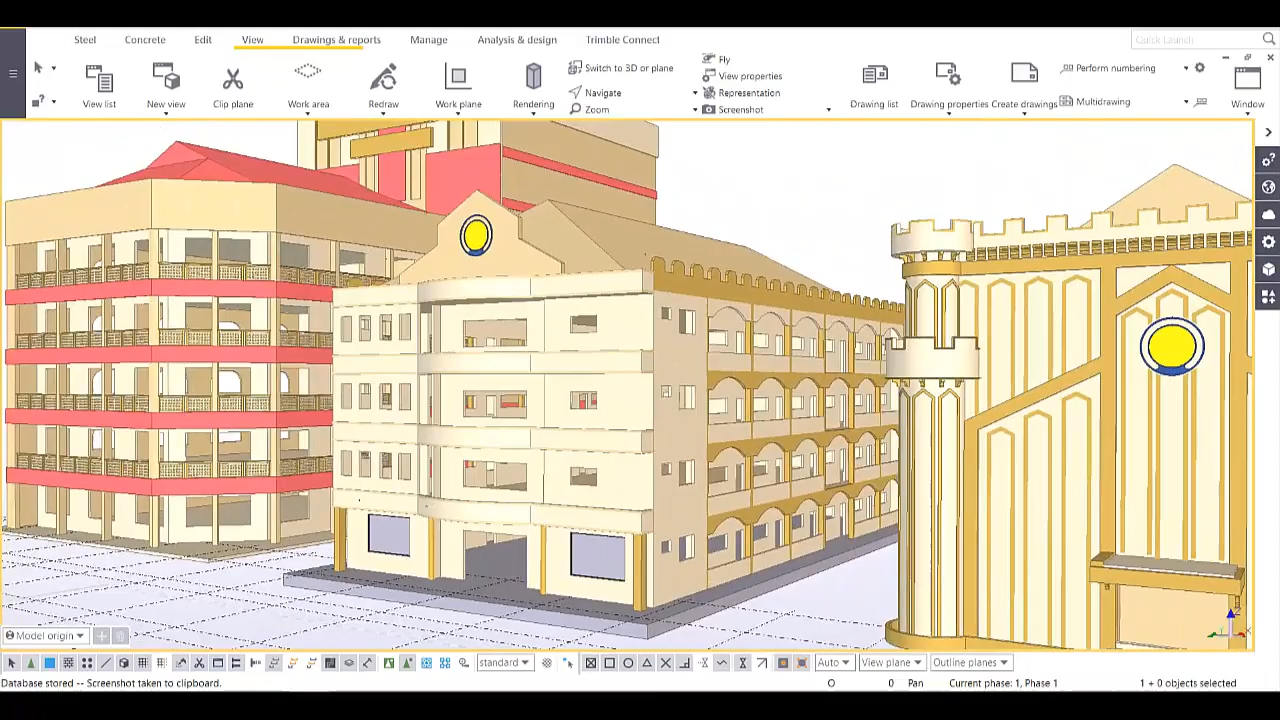 Steel Concrete Edit View Drawings & reports Manage Analysis & design Trimble Connect Quick Launch
Fly
Switch to 3D or plane View properties Perform numbering
Navigate Representation
View list New view Clip plane Work area Redraw Work plane Rendering Zoom Screenshot Drawing list Drawing properties Create drawings Multidrawing Window
Model origin
standard Auto View plane Outline planes
Database stored -- Screenshot taken to clipboard. O 0 Pan Current phase: 1, Phase 1 1 + 0 objects selected